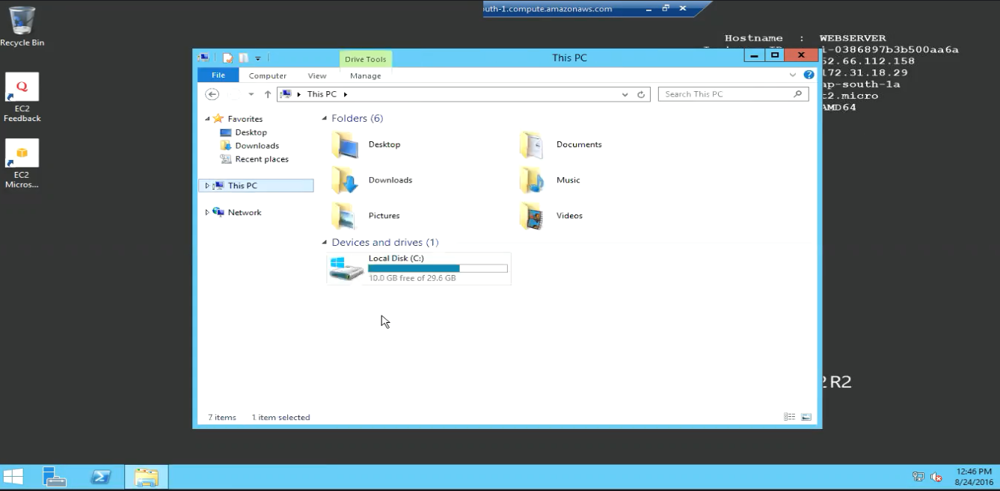 uth-1.compute.amazonaws.com
Recycle Bin
EC2
Feedback
EC2
Micros...
Hostname : WEBSERVER
i-0386897b3b500aa6a
52.66.112.158
172.31.18.29
ap-south-1a
t2.micro
AMD64
2 R2
Drive Tools
This PC
File
Computer
View
Manage
This PC
Search This PC
Favorites
Desktop
Downloads
Recent places
This PC
Network
Folders (6)
Desktop
Documents
Downloads
Music
Pictures
Videos
Devices and drives (1)
Local Disk (C:)
10.0 GB free of 29.6 GB
7 items 1 item selected
12:46 PM
8/24/2016